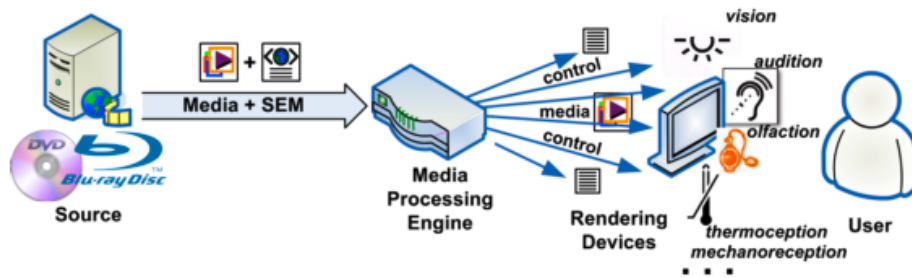 vision
audition
control
Media + SEM
media
olfaction
control
DVD
Blu-ray Disc
TM
Source
Media
Processing
Engine
Rendering
Devices
User
thermoception
mechanoreception
. . .